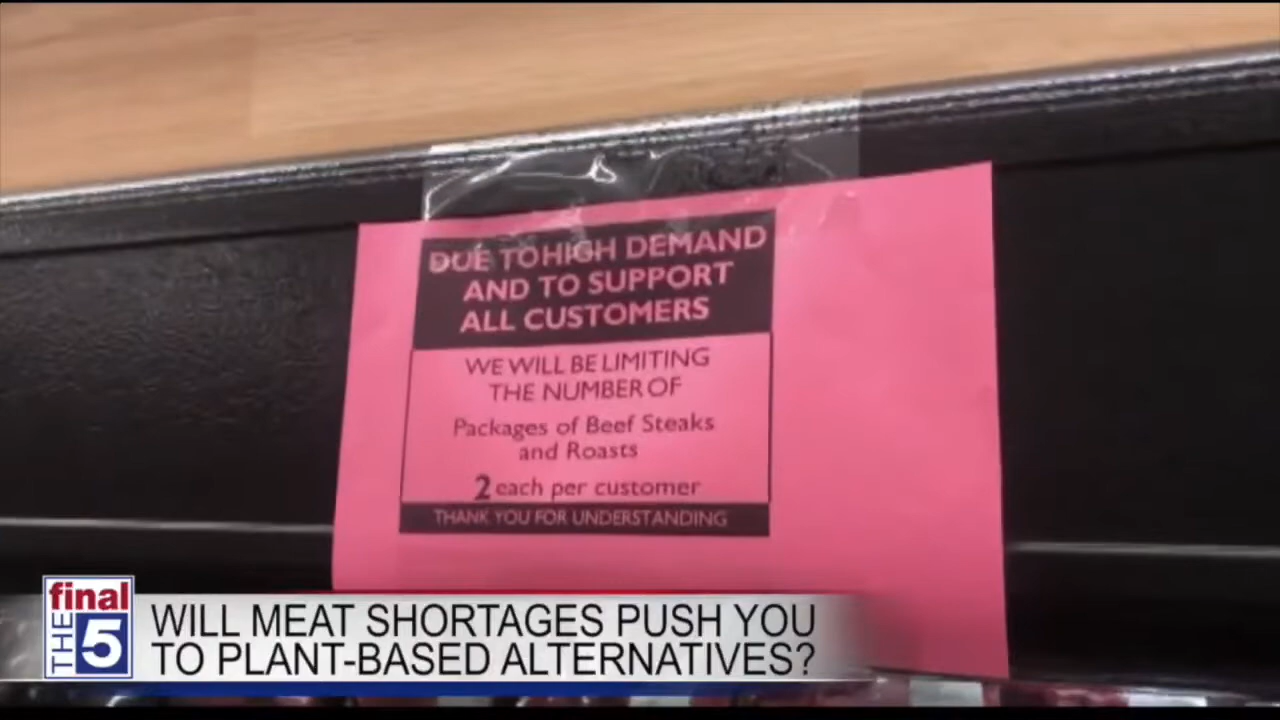 DUE TO HIGH DEMAND
AND TO SUPPORT
ALL CUSTOMERS
WE WILL BE LIMITING
THE NUMBER OF
Packages of Beef Steaks
and Roasts
2 each per customer
THANK YOU FOR UNDERSTANDING
THE final 5
WILL MEAT SHORTAGES PUSH YOU
TO PLANT-BASED ALTERNATIVES?